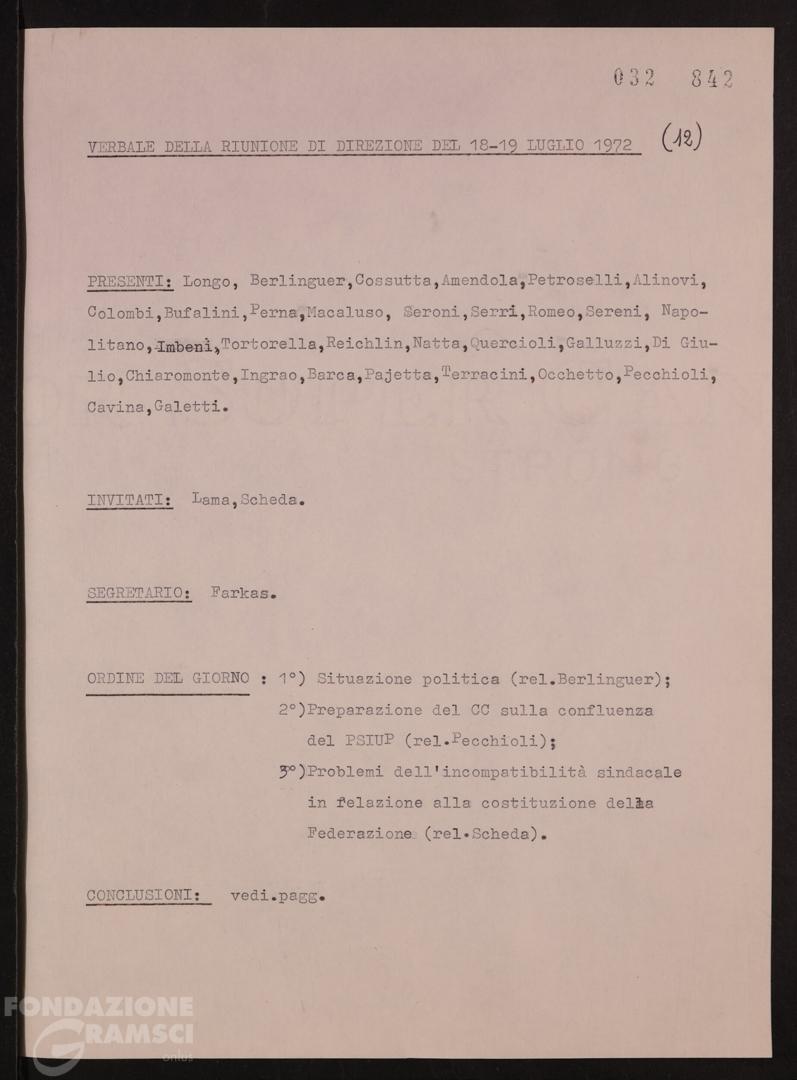 032 842
VERBALE DELLA RIUNIONE DI DIREZIONE DEL 18-19 LUGLIO 1972 (12)
PRESENTI: Longo, Berlinguer,Cossutta,Amendola,Petroselli,Alinovi,
Colombi,Bufalini,Perna,Macaluso, Seroni,Serri,Romeo,Sereni, Napo-
litano,Imbeni,Tortorella,Reichlin,Natta,Quercioli,Galluzzi,Di Giu-
lio,Chiaromonte,Ingrao,Barca,Pajetta,Terracini,Occhetto,Pecchioli,
Cavina,Galetti.
INVITATI: Lama,Scheda.
SEGRETARIO: Farkas.
ORDINE DEL GIORNO : 1°) Situazione politica (rel.Berlinguer);
2°)Preparazione del CC sulla confluenza
del PSIUP (rel.Pecchioli);
3°)Problemi dell'incompatibilità sindacale
in relazione alla costituzione della
Federazione (rel.Scheda).
CONCLUSIONI: vedi.pagg.
FONDAZIONE
GRAMSCI
onlus